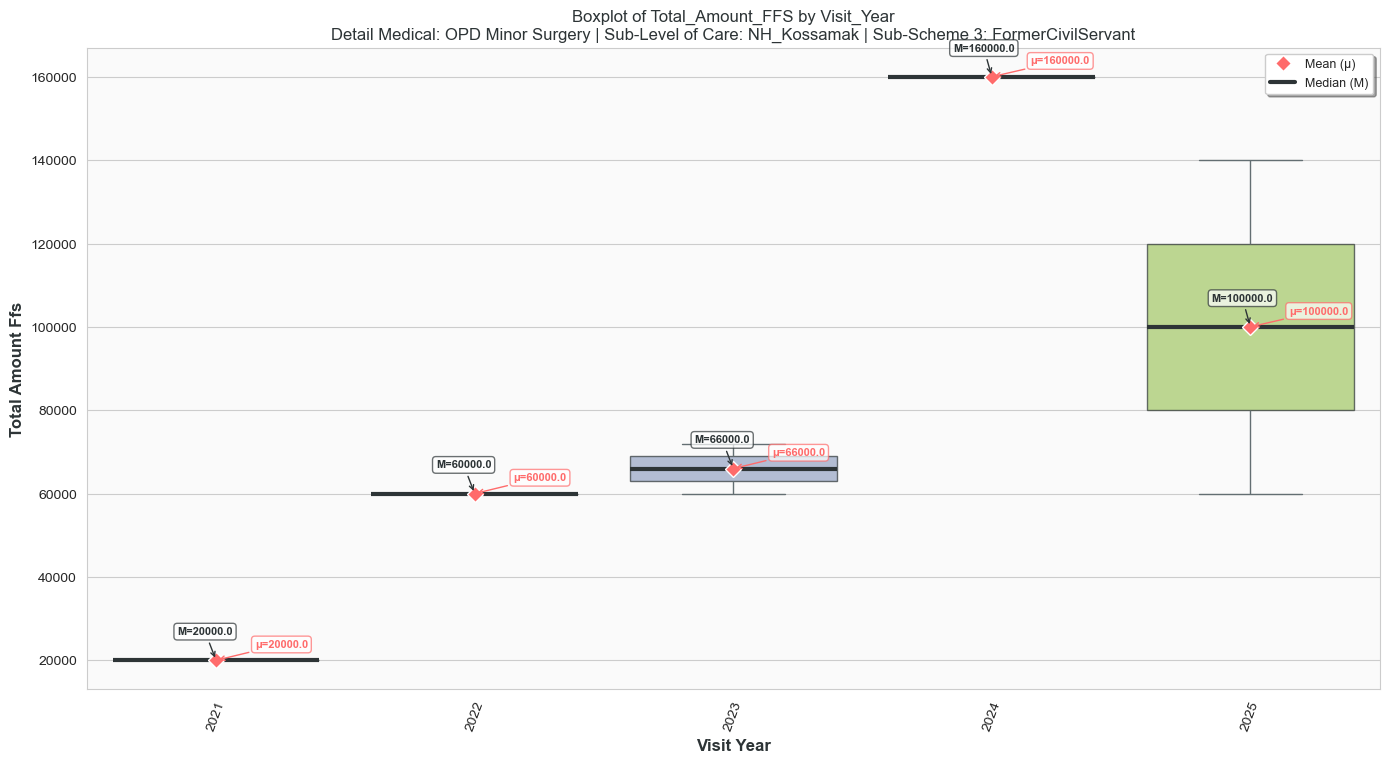 Boxplot of Total_Amount_FFS by Visit_Year
Detail Medical: OPD Minor Surgery | Sub-Level of Care: NH_Kossamak | Sub-Scheme 3: FormerCivilServant
M=160000.0
μ=160000.0
Mean (μ)
Median (M)
160000
140000
120000
M=100000.0
μ=100000.0
100000
80000
M=66000.0
μ=66000.0
M=60000.0
μ=60000.0
60000
40000
M=20000.0
μ=20000.0
20000
Total Amount Ffs
2021
2022
2023
2024
2025
Visit Year